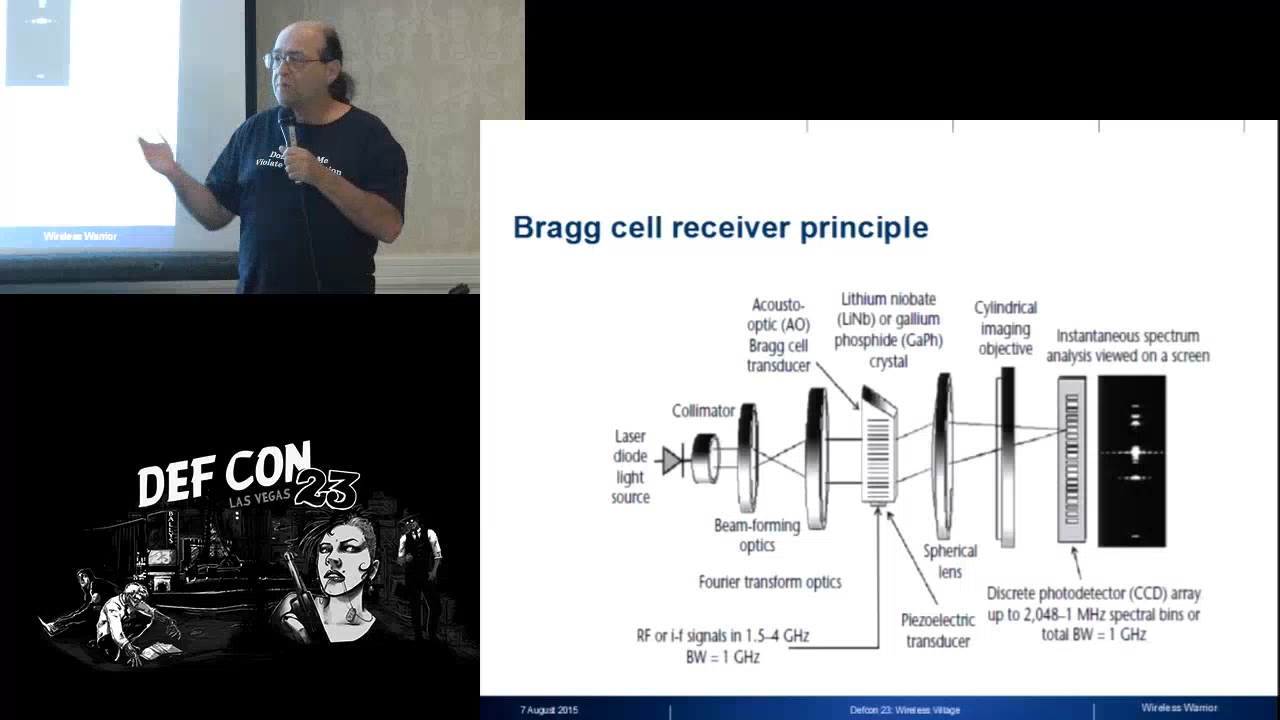 Wireless Warrior
Me
Violate
DEF CON
23
LAS VEGAS
BALLYS
Bragg cell receiver principle
Acousto-
optic (AO)
Bragg cell
transducer
Lithium niobate
(LiNb) or gallium
phosphide (GaPh)
crystal
Cylindrical
imaging
objective
Instantaneous spectrum
analysis viewed on a screen
Collimator
Laser
diode
light
source
Beam-forming
optics
Fourier transform optics
Spherical
lens
Piezoelectric
transducer
Discrete photodetector (CCD) array
up to 2,048–1 MHz spectral bins or
total BW = 1 GHz
RF or i-f signals in 1.5–4 GHz
BW = 1 GHz
7 August 2015
Defcon 23: Wireless Village
Wireless Warrior